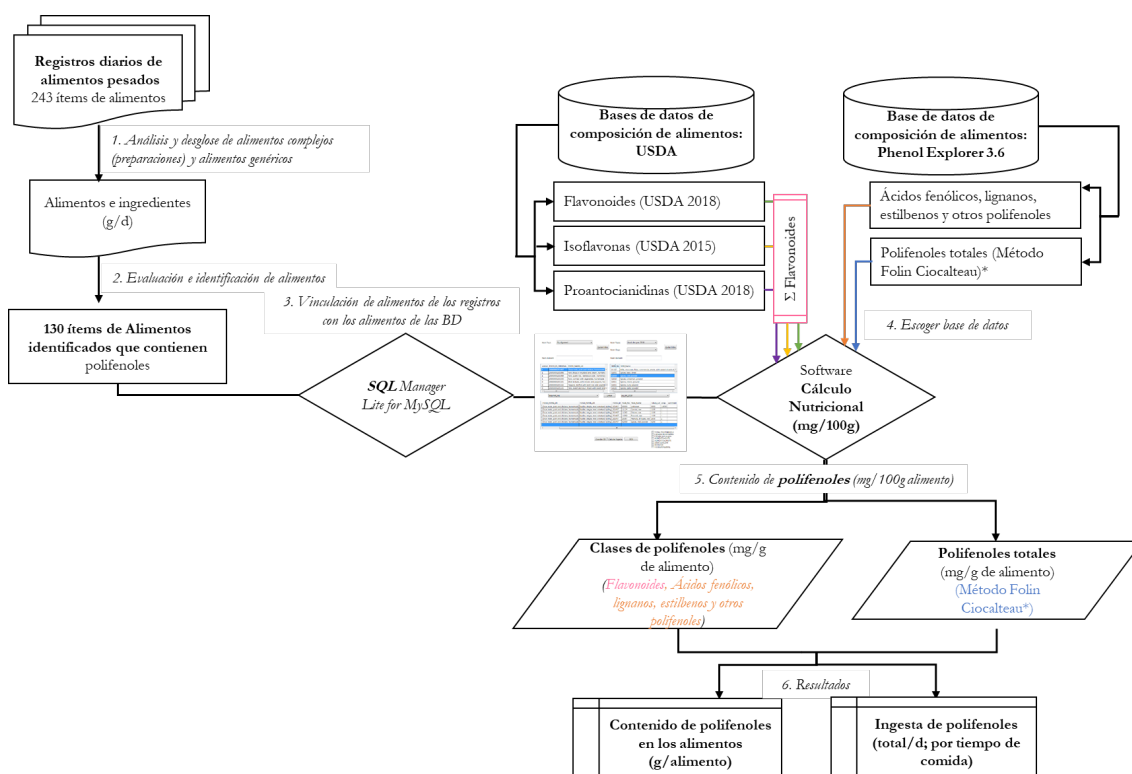 Registros diarios de
alimentos pesados
243 ítems de alimentos
1. Análisis y desglose de alimentos complejos
(preparaciones) y alimentos genéricos
Alimentos e ingredientes
(g/d)
2. Evaluación e identificación de alimentos
3. Vinculación de alimentos de los registros
con los alimentos de las BD
130 ítems de Alimentos
identificados que contienen
polifenoles
SQL Manager
Lite for MySQL
Bases de datos de
composición de alimentos:
USDA
Flavonoides (USDA 2018)
Isoflavonas (USDA 2015)
Proantocianidinas (USDA 2018)
Σ Flavonoides
Base de datos de
composición de alimentos:
Phenol Explorer 3.6
Ácidos fenólicos, lignanos,
estilbenos y otros polifenoles
Polifenoles totales (Método
Folin Ciocalteau)*
4. Escoger base de datos
Software
Cálculo
Nutricional
(mg/100g)
5. Contenido de polifenoles (mg/100g alimento)
Clases de polifenoles (mg/g
de alimento)
(Flavonoides, Ácidos fenólicos,
lignanos, estilbenos y otros
polifenoles)
Polifenoles totales
(mg/g de alimento)
(Método Folin
Ciocalteau*)
6. Resultados
Contenido de polifenoles
en los alimentos
(g/alimento)
Ingesta de polifenoles
(total/d; por tiempo de
comida)